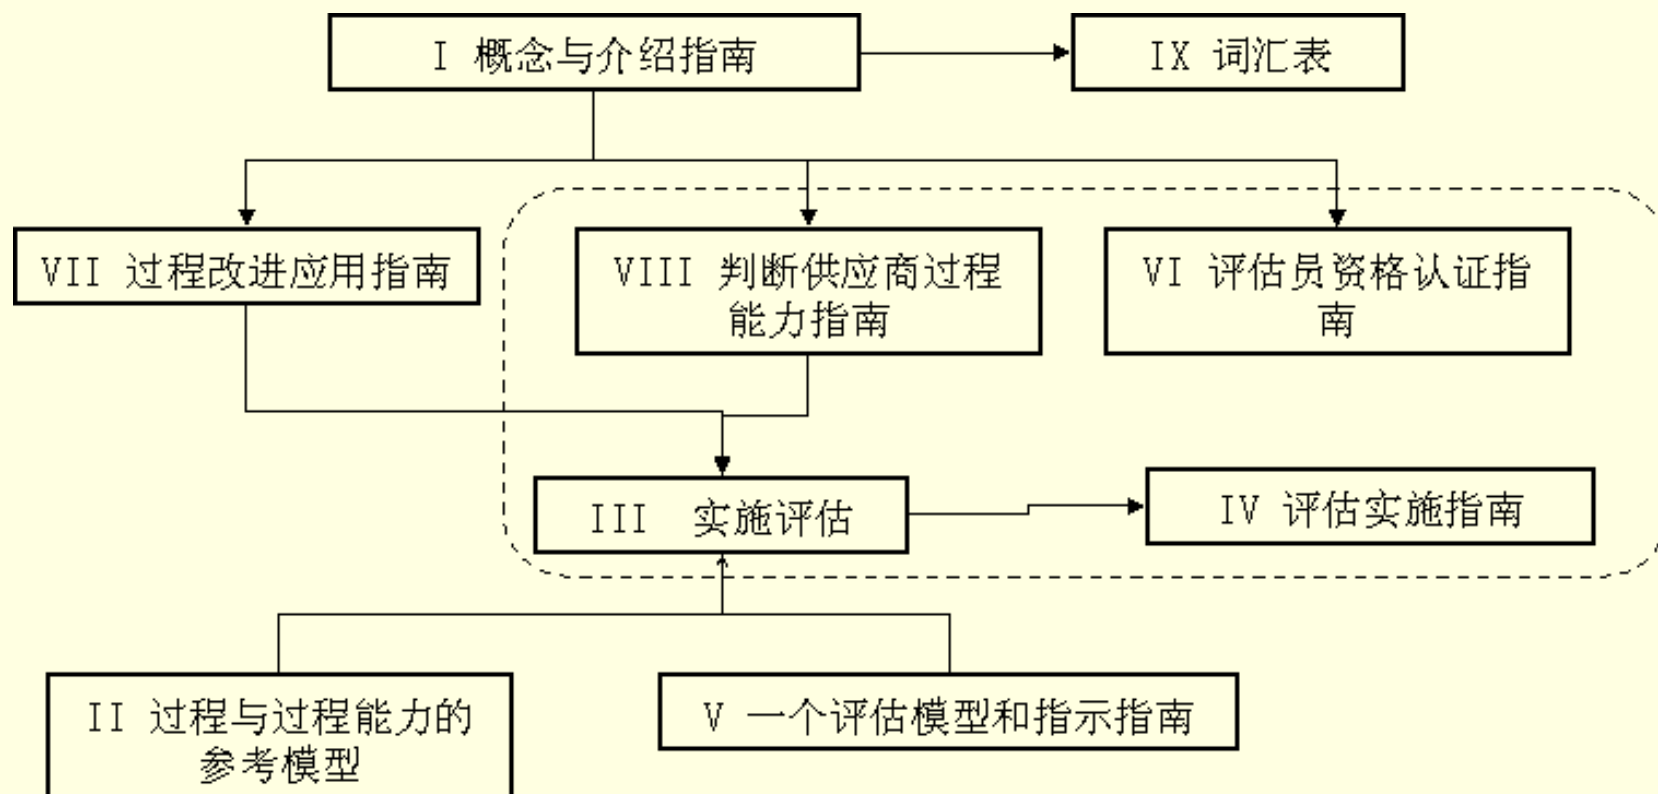 I 概念与介绍指南
IX 词汇表
VII 过程改进应用指南
VIII 判断供应商过程
能力指南
VI 评估员资格认证指
南
III 实施评估
IV 评估实施指南
II 过程与过程能力的
参考模型
V 一个评估模型和指示指南